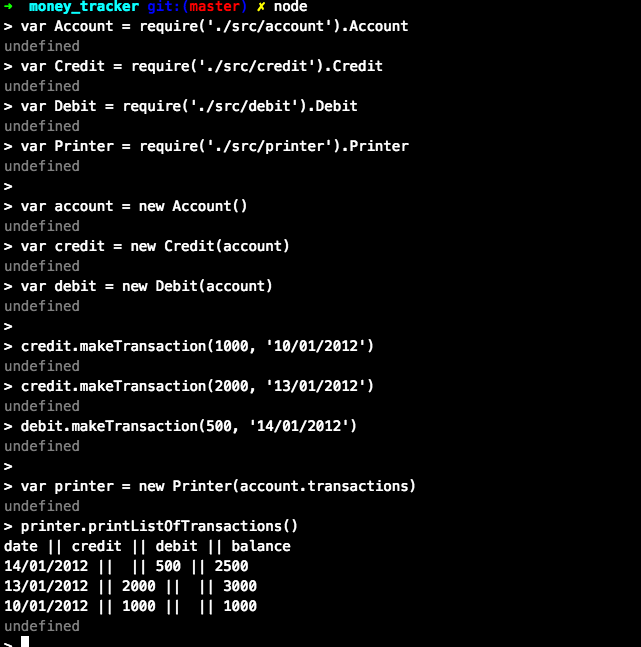 ➜  money_tracker git:(master) ✗ node
> var Account = require('./src/account').Account
undefined
> var Credit = require('./src/credit').Credit
undefined
> var Debit = require('./src/debit').Debit
undefined
> var Printer = require('./src/printer').Printer
undefined
>
> var account = new Account()
undefined
> var credit = new Credit(account)
undefined
> var debit = new Debit(account)
undefined
>
> credit.makeTransaction(1000, '10/01/2012')
undefined
> credit.makeTransaction(2000, '13/01/2012')
undefined
> debit.makeTransaction(500, '14/01/2012')
undefined
>
> var printer = new Printer(account.transactions)
undefined
> printer.printListOfTransactions()
date || credit || debit || balance
14/01/2012 ||  || 500 || 2500
13/01/2012 || 2000 ||  || 3000
10/01/2012 || 1000 ||  || 1000
undefined
>